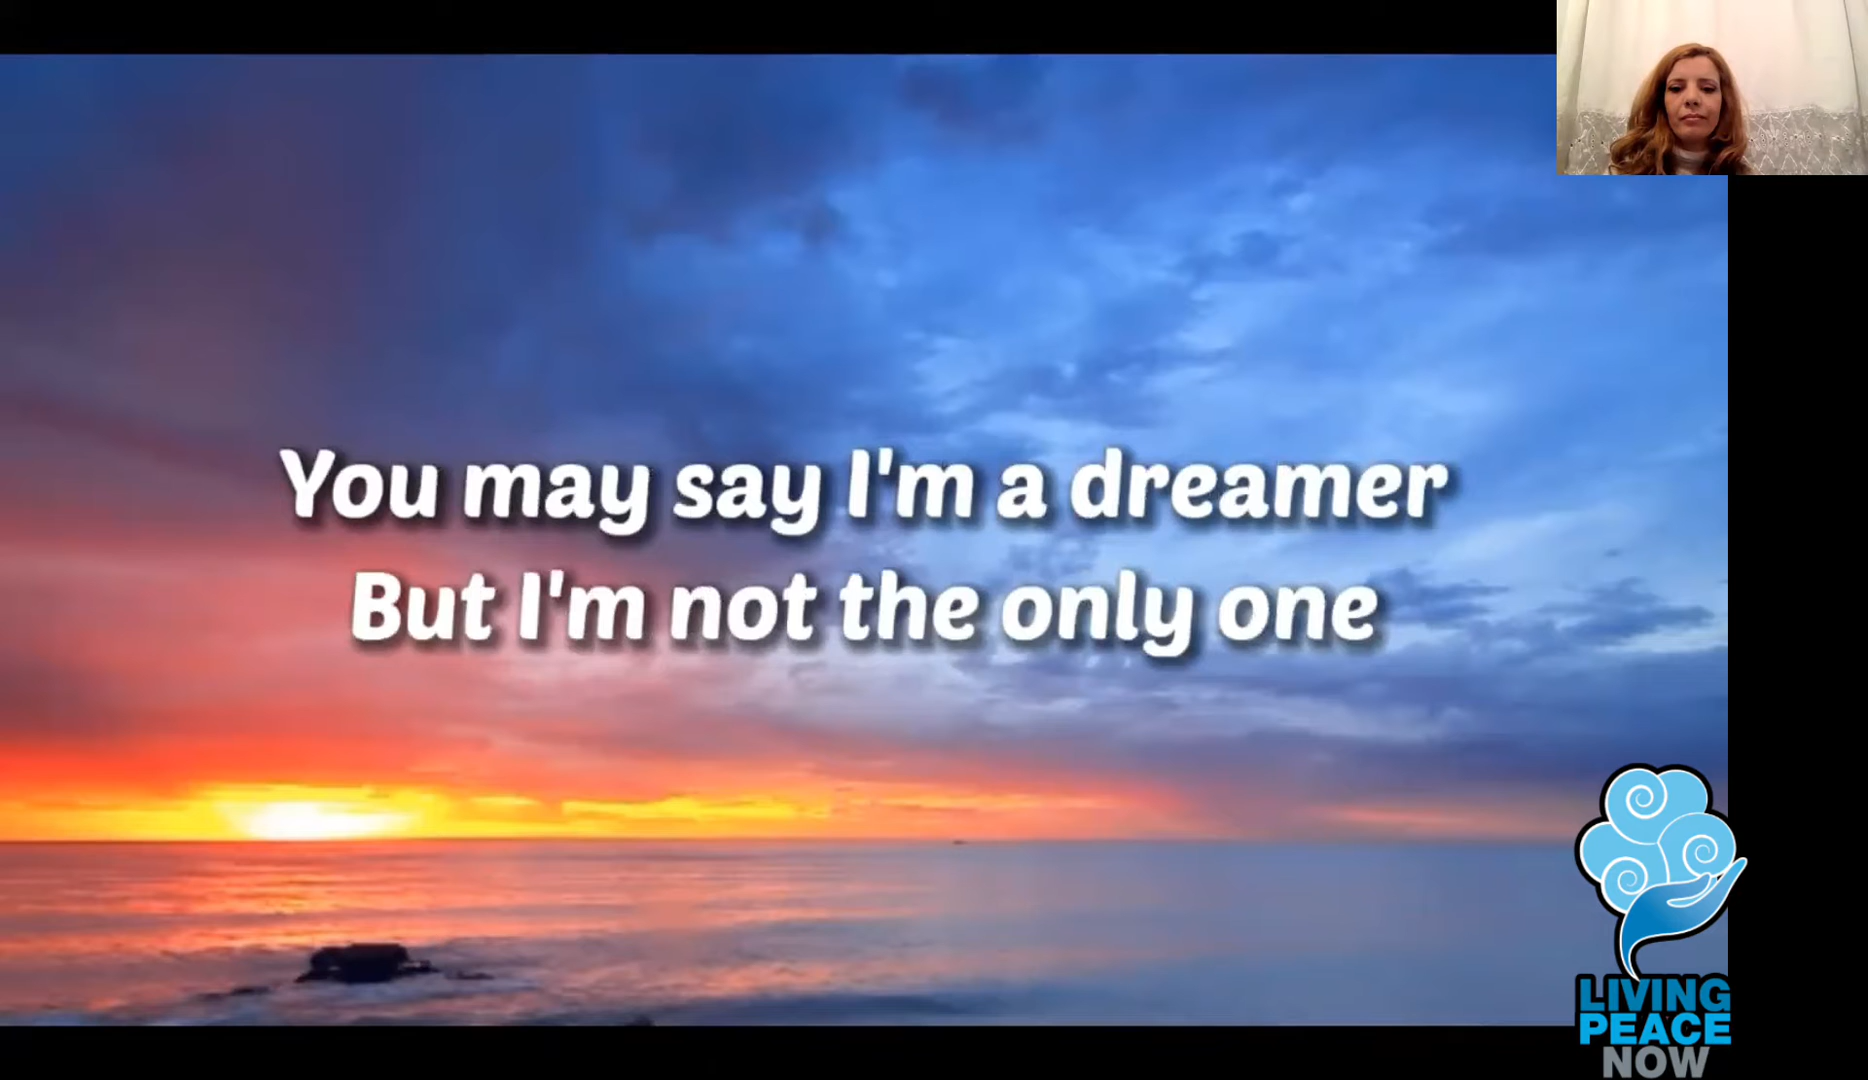 You may say I'm a dreamer
But I'm not the only one
LIVING
PEACE
NOW